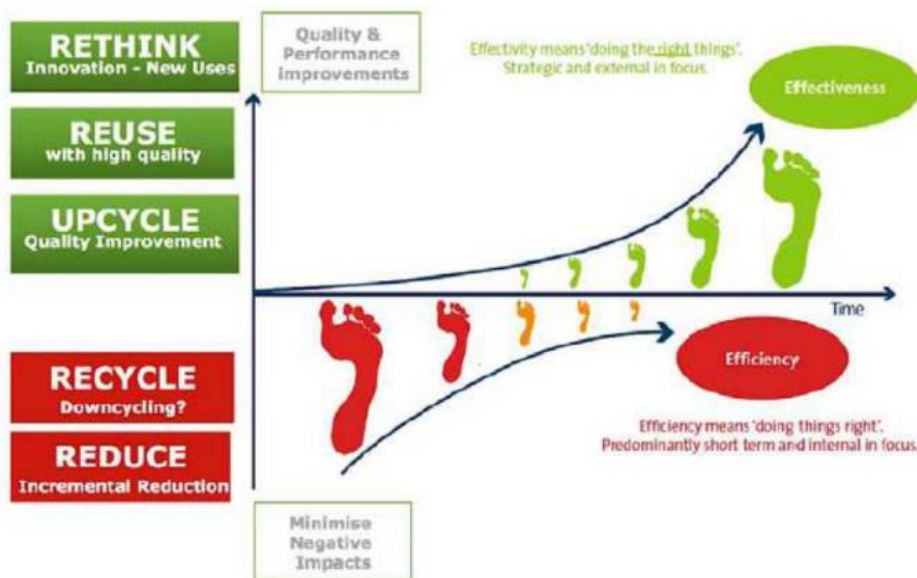 RETHINK
Innovation - New Uses
REUSE
with high quality
UPCYCLE
Quality Improvement
RECYCLE
Downcycling?
REDUCE
Incremental Reduction
Quality &
Performance
improvements
Effectivity means 'doing the right things'.
Strategic and external in focus.
Effectiveness
Time
Efficiency
Efficiency means 'doing things right'.
Predominantly short term and internal in focus.
Minimise
Negative
Impacts